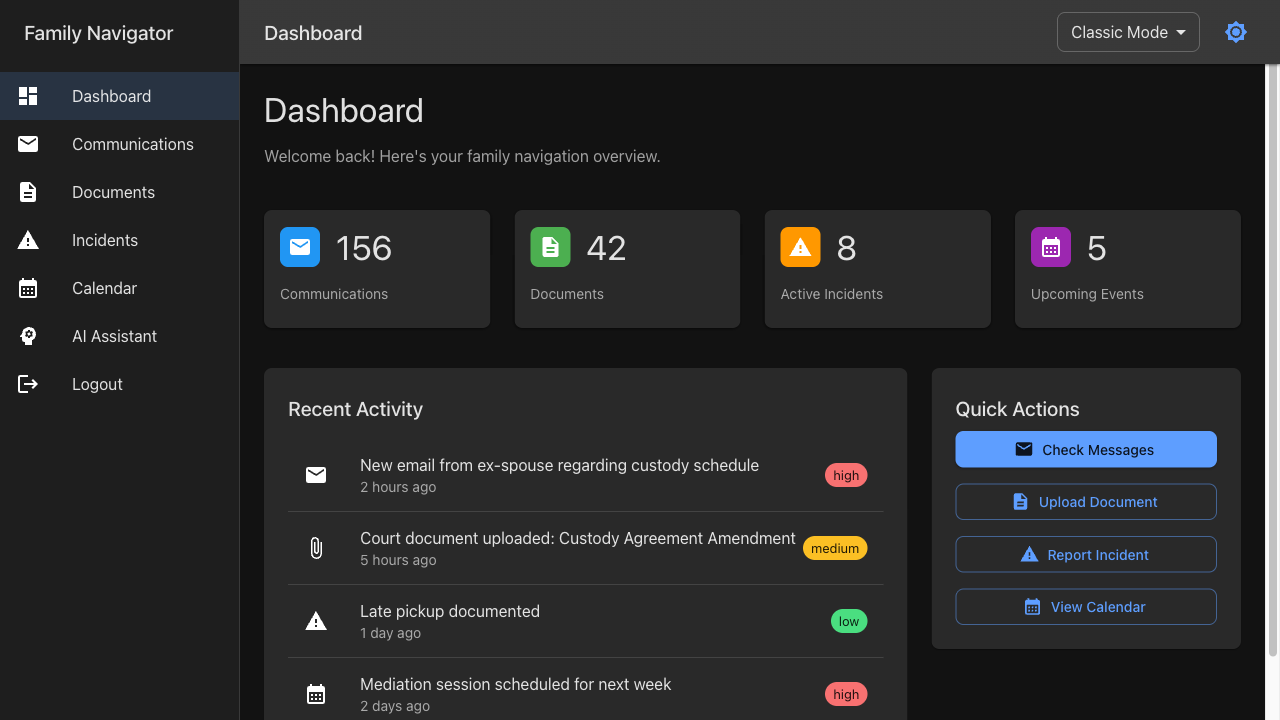 Family Navigator
Dashboard
Classic Mode
Dashboard
Communications
Documents
Incidents
Calendar
AI Assistant
Logout
Dashboard
Welcome back! Here's your family navigation overview.
156
Communications
42
Documents
8
Active Incidents
5
Upcoming Events
Recent Activity
New email from ex-spouse regarding custody schedule
2 hours ago
high
Court document uploaded: Custody Agreement Amendment
5 hours ago
medium
Late pickup documented
1 day ago
low
Mediation session scheduled for next week
2 days ago
high
Quick Actions
Check Messages
Upload Document
Report Incident
View Calendar